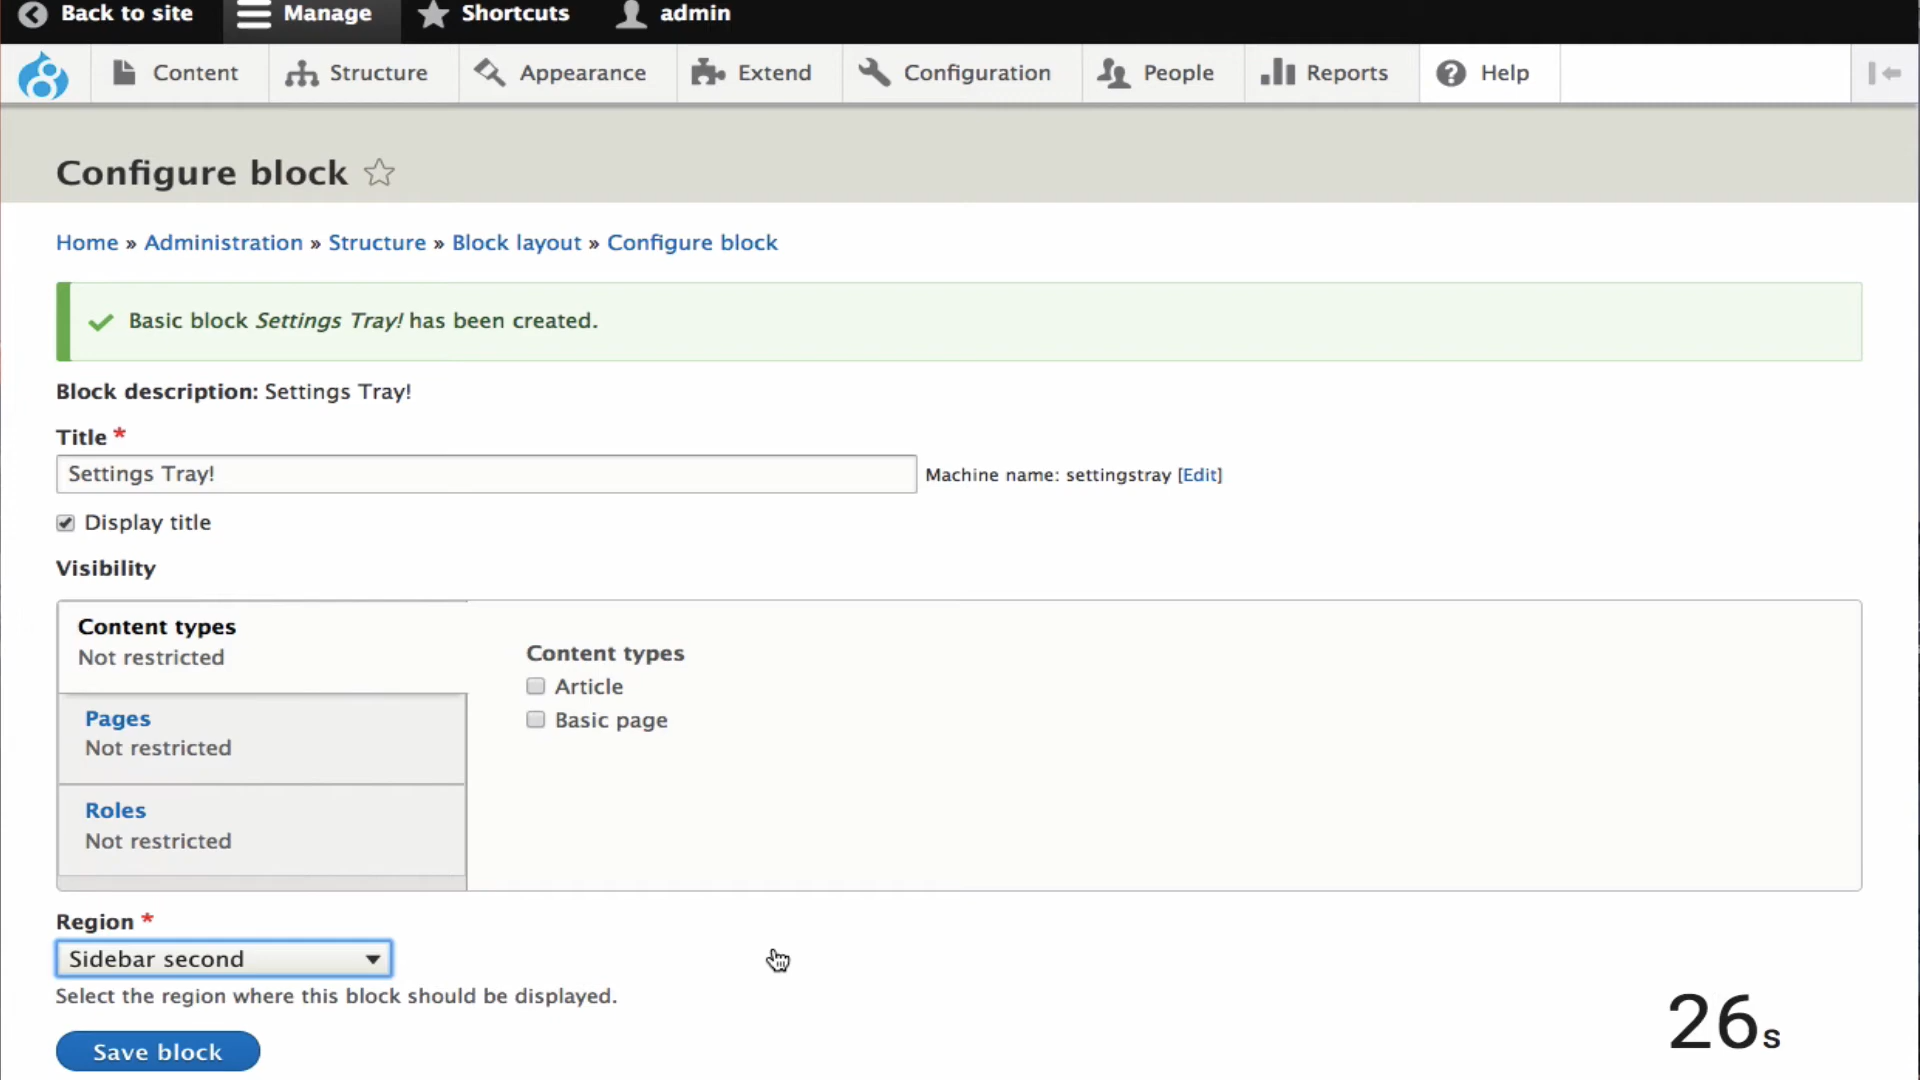 Back to site Manage Shortcuts admin
Content Structure Appearance Extend Configuration People Reports Help
Configure block
Home » Administration » Structure » Block layout » Configure block
Basic block Settings Tray! has been created.
Block description: Settings Tray!
Title *
Settings Tray! Machine name: settingstray [Edit]
Display title
Visibility
Content types
Not restricted
Pages
Not restricted
Roles
Not restricted
Content types
Article
Basic page
Region *
Sidebar second
Select the region where this block should be displayed.
Save block
26s